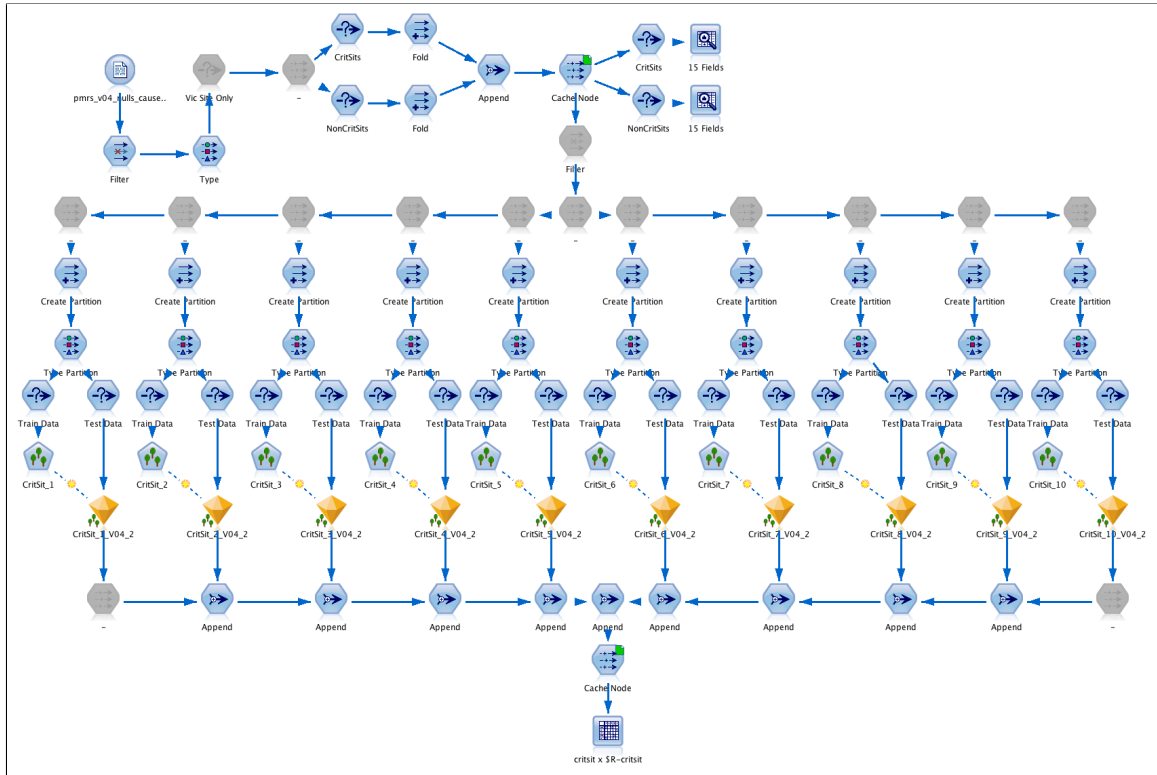 CritSits Fold
CritSits 15 Fields
pmrs_v04_nulls_cause.. Vic Site Only - Append Cache Node
NonCritSits Fold NonCritSits 15 Fields
Filter Type Filter
- - - - - - - - - - -
Create Partition Create Partition Create Partition Create Partition Create Partition Create Partition Create Partition Create Partition Create Partition Create Partition
Type Partition Type Partition Type Partition Type Partition Type Partition Type Partition Type Partition Type Partition Type Partition Type Partition
Train Data Test Data Train Data Test Data Train Data Test Data Train Data Test Data Train Data Test Data Train Data Test Data Train Data Test Data Train Data Test Data Train Data Test Data Train Data Test Data
CritSit_1 CritSit_2 CritSit_3 CritSit_4 CritSit_5 CritSit_6 CritSit_7 CritSit_8 CritSit_9 CritSit_10
CritSit_1_V04_2 CritSit_2_V04_2 CritSit_3_V04_2 CritSit_4_V04_2 CritSit_5_V04_2 CritSit_6_V04_2 CritSit_7_V04_2 CritSit_8_V04_2 CritSit_9_V04_2 CritSit_10_V04_2
- Append Append Append Append Append Append Append Append Append -
Cache Node
critsit x $R-critsit